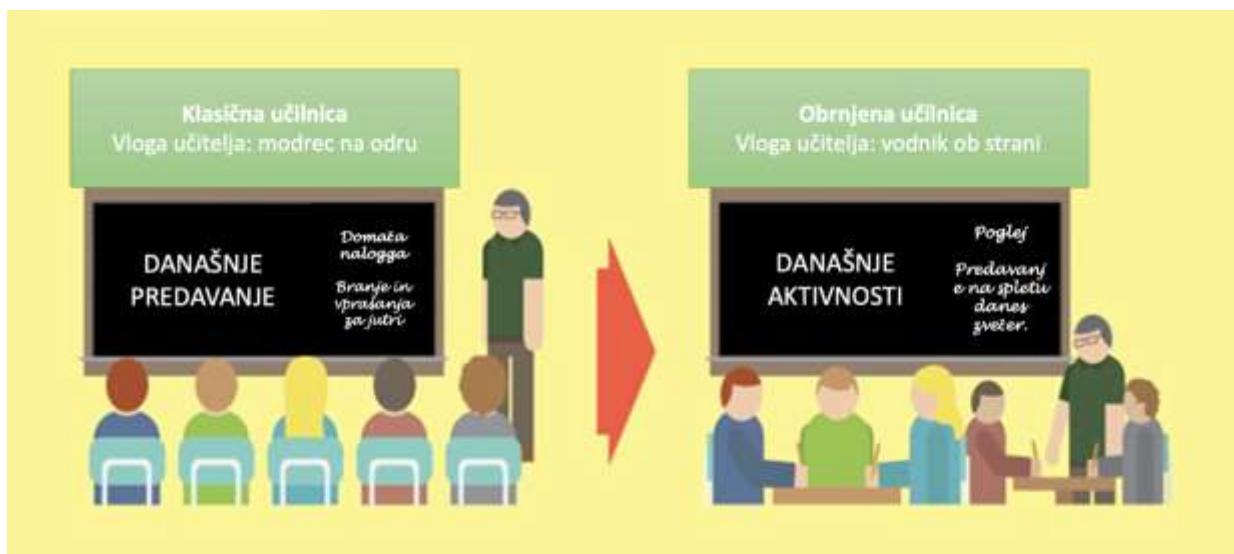 Klasična učilnica
Vloga učitelja: modrec na odru
DANAŠNJE
PREDAVANJE
Domača
nalogga
Branje in
vprašanja
za jutri
Obrnjena učilnica
Vloga učitelja: vodnik ob strani
DANAŠNJE
AKTIVNOSTI
Poglej
Predavanj
e na spletu
danes
zvečer.